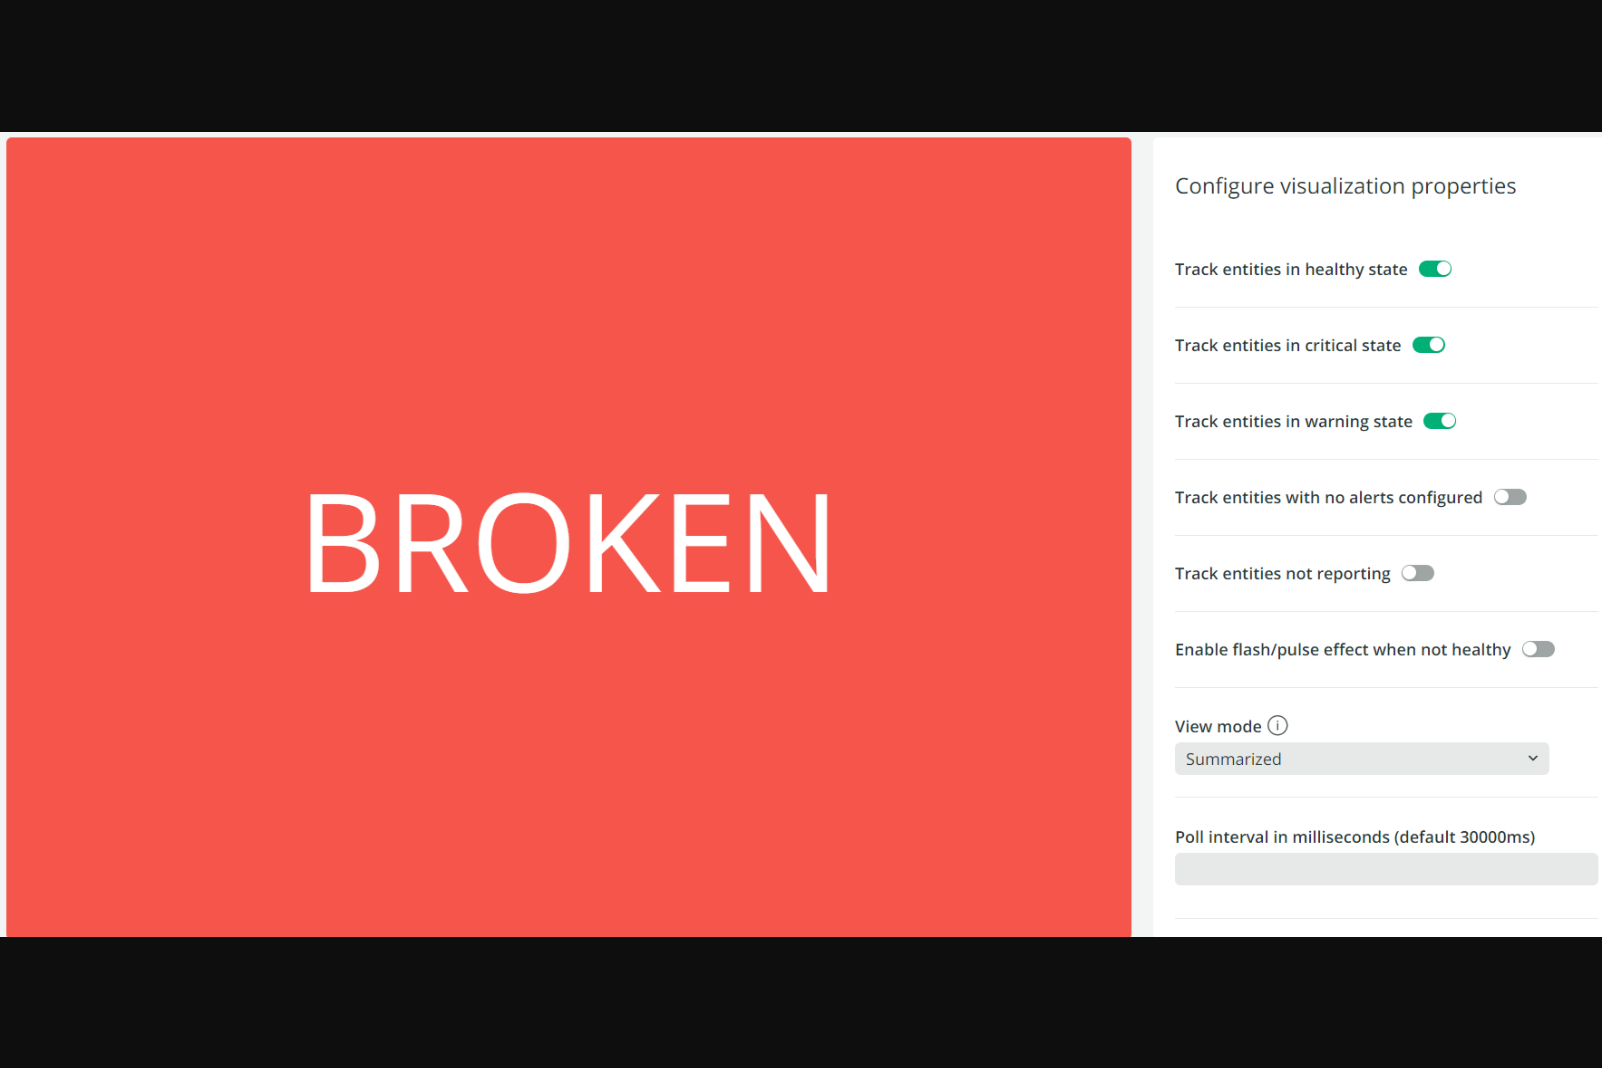 BROKEN
Configure visualization properties
Track entities in healthy state
Track entities in critical state
Track entities in warning state
Track entities with no alerts configured
Track entities not reporting
Enable flash/pulse effect when not healthy
View mode
Summarized
Poll interval in milliseconds (default 30000ms)